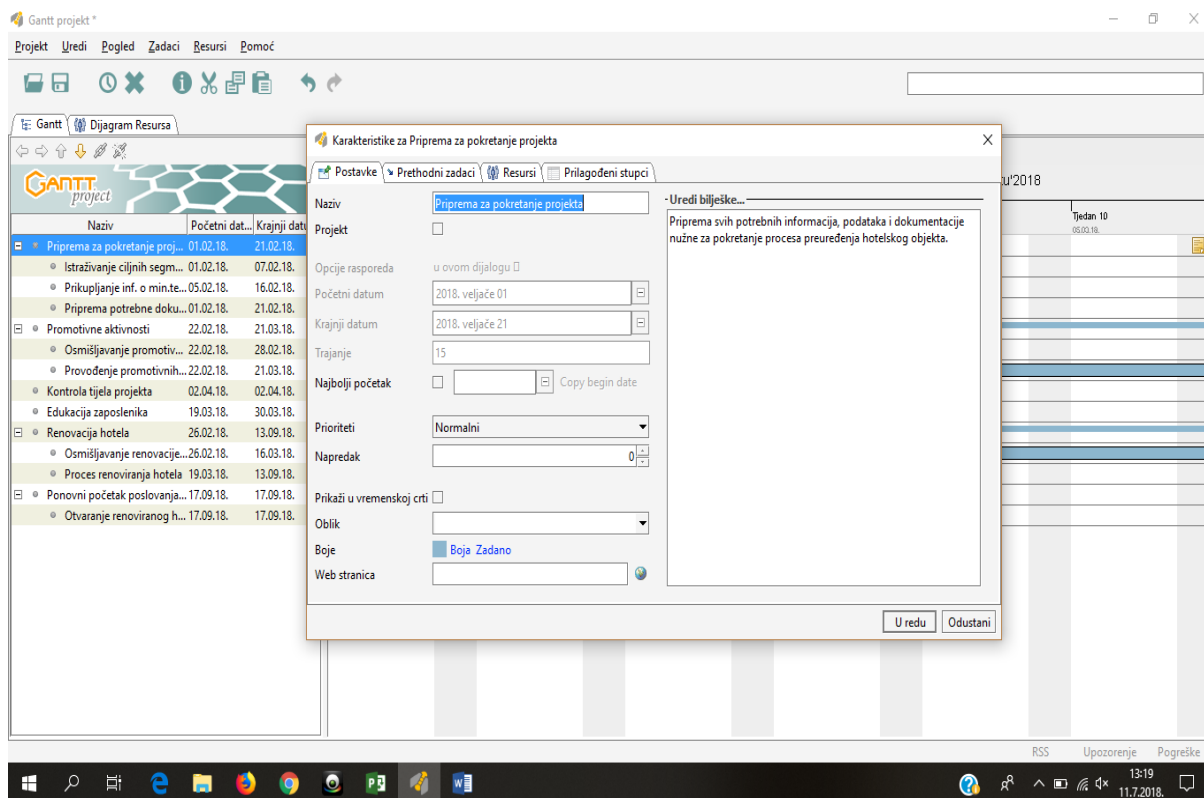 Gantt projekt *
Projekt Uredi Pogled Zadaci Resursi Pomoć
Gantt Dijagram Resursa
GANTT project
Naziv Početni dat... Krajnji datu
Priprema za pokretanje proj... 01.02.18. 21.02.18.
Istraživanje ciljnih segm... 01.02.18. 07.02.18.
Prikupljanje inf. o min.te... 05.02.18. 16.02.18.
Priprema potrebne doku... 01.02.18. 21.02.18.
Promotivne aktivnosti 22.02.18. 21.03.18.
Osmišljavanje promotiv... 22.02.18. 28.02.18.
Provođenje promotivnih... 22.02.18. 21.03.18.
Kontrola tijela projekta 02.04.18. 02.04.18.
Edukacija zaposlenika 19.03.18. 30.03.18.
Renovacija hotela 26.02.18. 13.09.18.
Osmišljavanje renovacije... 26.02.18. 16.03.18.
Proces renoviranja hotela 19.03.18. 13.09.18.
Ponovni početak poslovanja... 17.09.18. 17.09.18.
Otvaranje renoviranog h... 17.09.18. 17.09.18.
Karakteristike za Priprema za pokretanje projekta
Postavke Prethodni zadaci Resursi Prilagođeni stupci
Naziv Priprema za pokretanje projekta
Projekt
Opcije rasporeda u ovom dijalogu
Početni datum 2018. veljače 01
Krajnji datum 2018. veljače 21
Trajanje 15
Najbolji početak Copy begin date
Prioriteti Normalni
Napredak 0
Prikaži u vremenskoj crti
Oblik
Boje Boja Zadano
Web stranica
Uredi bilješke...
Priprema svih potrebnih informacija, podataka i dokumentacije
nužne za pokretanje procesa preuređenja hotelskog objekta.
U redu Odustani
u'2018
Tjedan 10
05.03.18.
RSS Upozorenje Pogreške
13:19
11.7.2018.